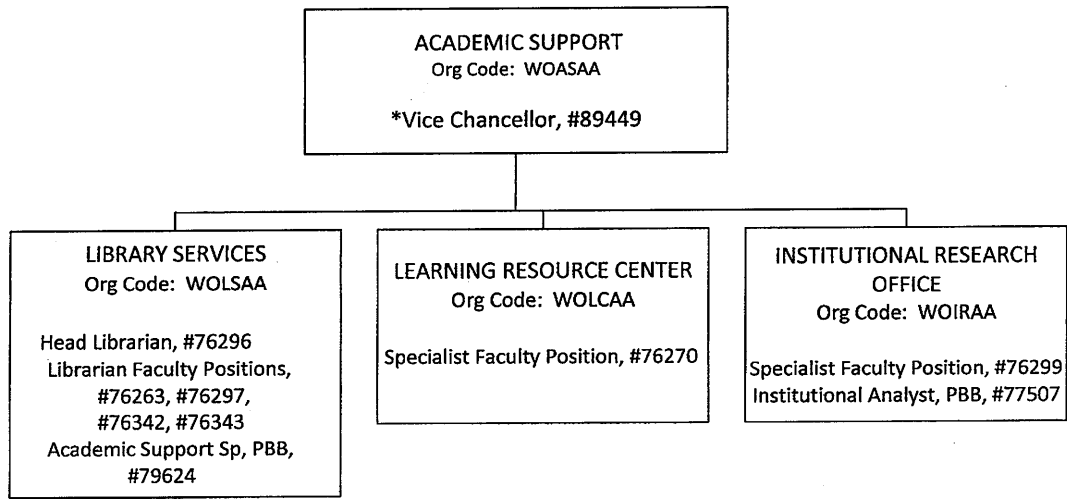 ACADEMIC SUPPORT
Org Code: WOASAA
*Vice Chancellor, #89449
LIBRARY SERVICES
Org Code: WOLSAA
Head Librarian, #76296
Librarian Faculty Positions,
#76263, #76297,
#76342, #76343
Academic Support Sp, PBB,
#79624
LEARNING RESOURCE CENTER
Org Code: WOLCAA
Specialist Faculty Position, #76270
INSTITUTIONAL RESEARCH
OFFICE
Org Code: WOIRAA
Specialist Faculty Position, #76299
Institutional Analyst, PBB, #77507